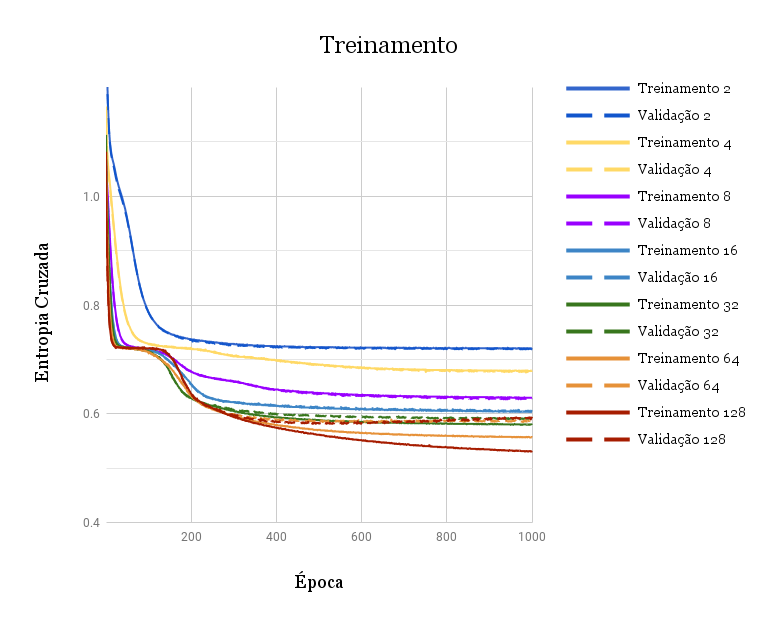 Treinamento
Entropia Cruzada
1.0
0.8
0.6
0.4
200
400
600
800
1000
Época
Treinamento 2
Validação 2
Treinamento 4
Validação 4
Treinamento 8
Validação 8
Treinamento 16
Validação 16
Treinamento 32
Validação 32
Treinamento 64
Validação 64
Treinamento 128
Validação 128